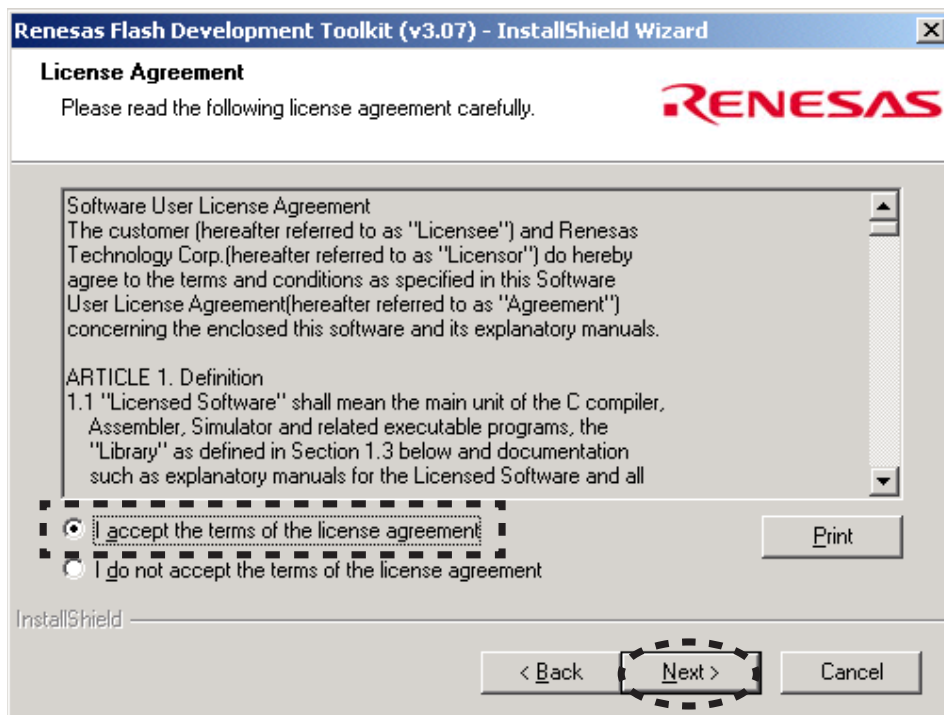 Renesas Flash Development Toolkit (v3.07) - InstallShield Wizard
License Agreement
Please read the following license agreement carefully.
RENESAS
Software User License Agreement
The customer (hereafter referred to as "Licensee") and Renesas
Technology Corp.(hereafter referred to as "Licensor") do hereby
agree to the terms and conditions as specified in this Software
User License Agreement(hereafter referred to as "Agreement")
concerning the enclosed this software and its explanatory manuals.
ARTICLE 1. Definition
1.1 "Licensed Software" shall mean the main unit of the C compiler,
Assembler, Simulator and related executable programs, the
"Library" as defined in Section 1.3 below and documentation
such as explanatory manuals for the Licensed Software and all
I accept the terms of the license agreement
Print
I do not accept the terms of the license agreement
InstallShield
< Back
Next >
Cancel